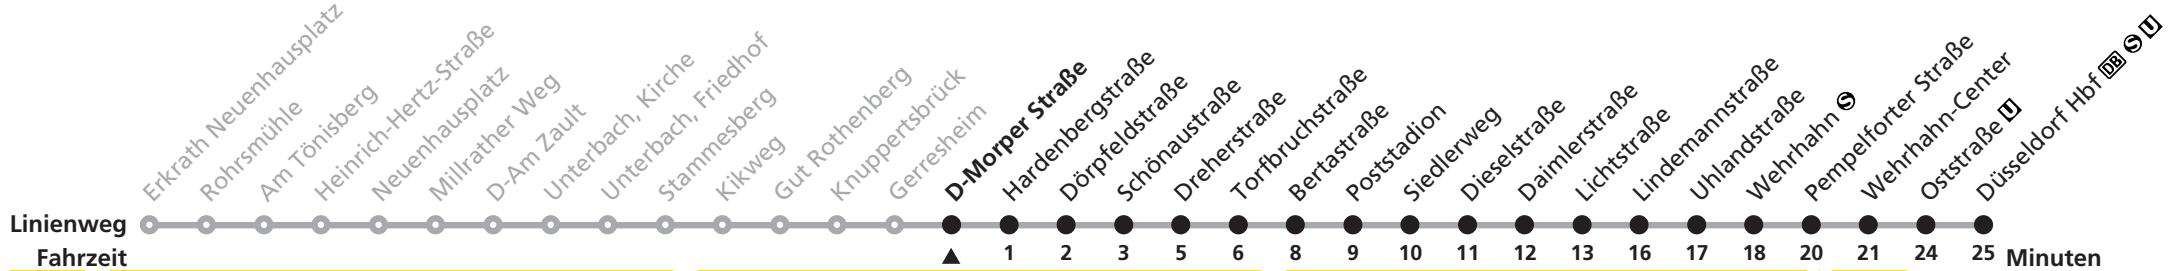 Erkrath Neuenhausplatz
Rohrsmühle
Am Tönisberg
Heinrich-Hertz-Straße
Neuenhausplatz
Millrather Weg
D-Am Zault
Unterbach, Kirche
Unterbach, Friedhof
Stammesberg
Kikweg
Gut Rothenberg
Knuppertsbrück
Gerresheim
D-Morper Straße
Hardenbergstraße
Dörpfeldstraße
Schönaustraße
Dreherstraße
Torfbruchstraße
Bertastraße
Poststadion
Siedlerweg
Dieselstraße
Daimlerstraße
Lichtstraße
Lindemannstraße
Uhlandstraße
Wehrhahn S
Pempelforter Straße
Wehrhahn-Center
Oststraße U
Düsseldorf Hbf DB S U
Linienweg
Fahrzeit 1 2 3 5 6 8 9 10 11 12 13 16 17 18 20 21 24 25 Minuten